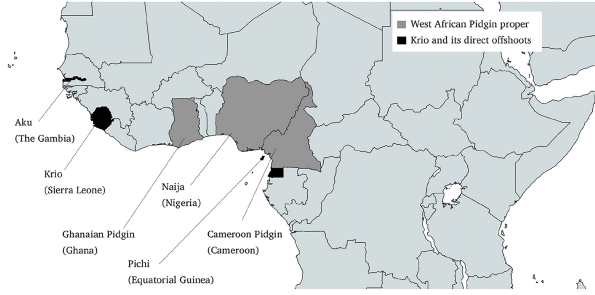 West African Pidgin proper
Krio and its direct offshoots
Aku
(The Gambia)
Krio
(Sierra Leone)
Naija
(Nigeria)
Ghanaian Pidgin
(Ghana)
Cameroon Pidgin
(Cameroon)
Pichi
(Equatorial Guinea)